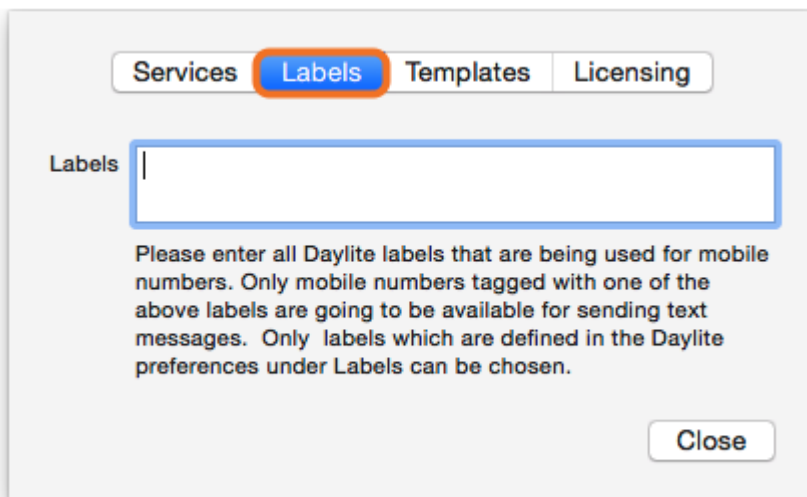 Services Labels Templates Licensing
Labels
Please enter all Daylite labels that are being used for mobile
numbers. Only mobile numbers tagged with one of the
above labels are going to be available for sending text
messages.  Only  labels which are defined in the Daylite
preferences under Labels can be chosen.
Close